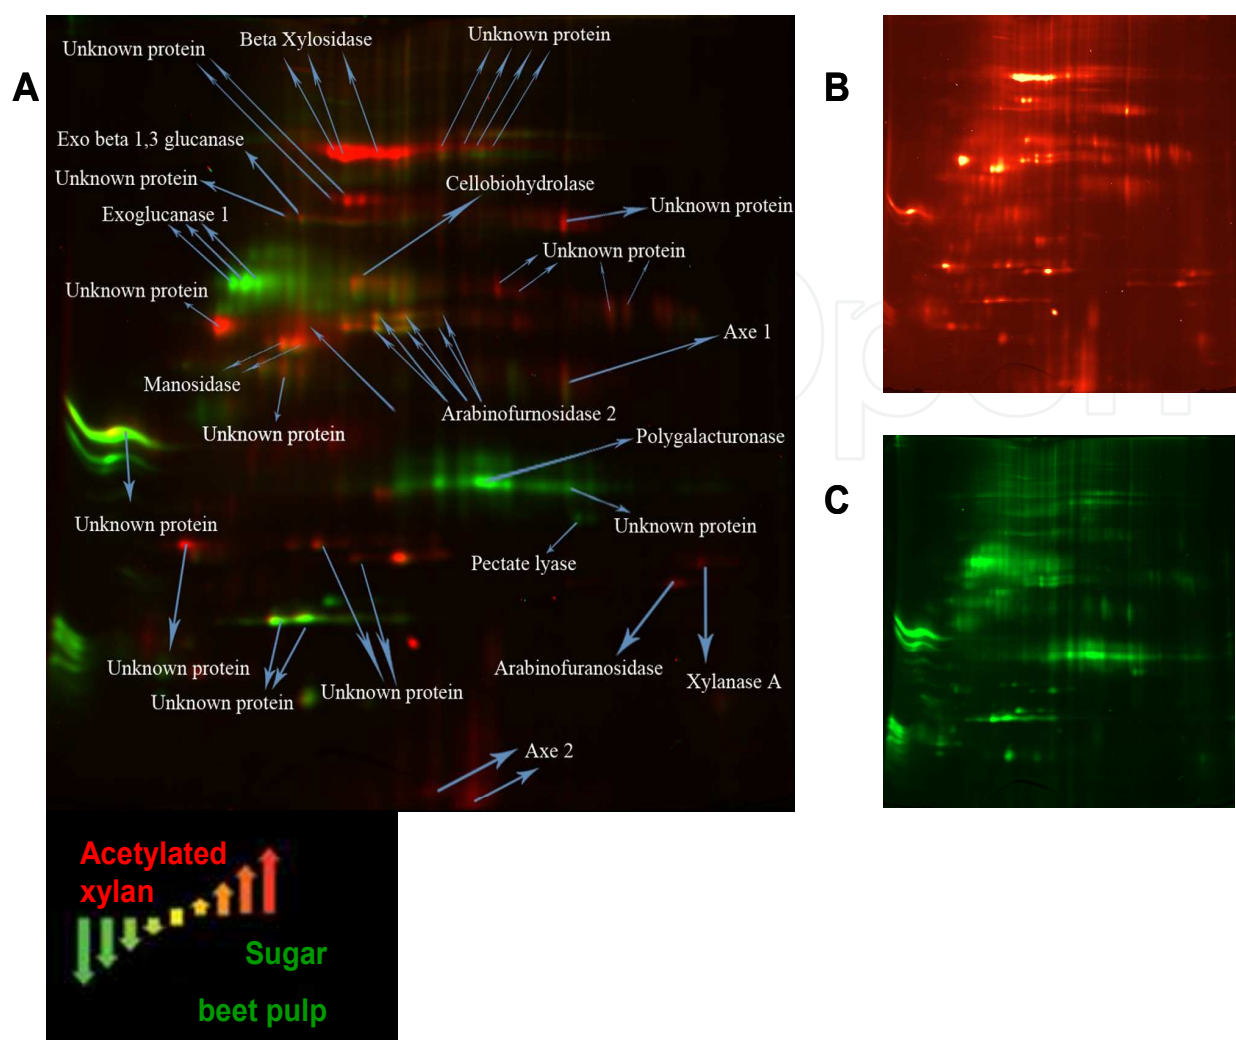 A
B
C
Unknown protein
Beta Xylosidase
Unknown protein
Exo beta 1,3 glucanase
Unknown protein
Exoglucanase 1
Cellobiohydrolase
Unknown protein
Unknown protein
Unknown protein
Axe 1
Manosidase
Arabinofurnosidase 2
Unknown protein
Polygalacturonase
Unknown protein
Unknown protein
Pectate lyase
Unknown protein
Arabinofuranosidase
Xylanase A
Unknown protein
Unknown protein
Axe 2
Acetylated
xylan
Sugar
beet pulp